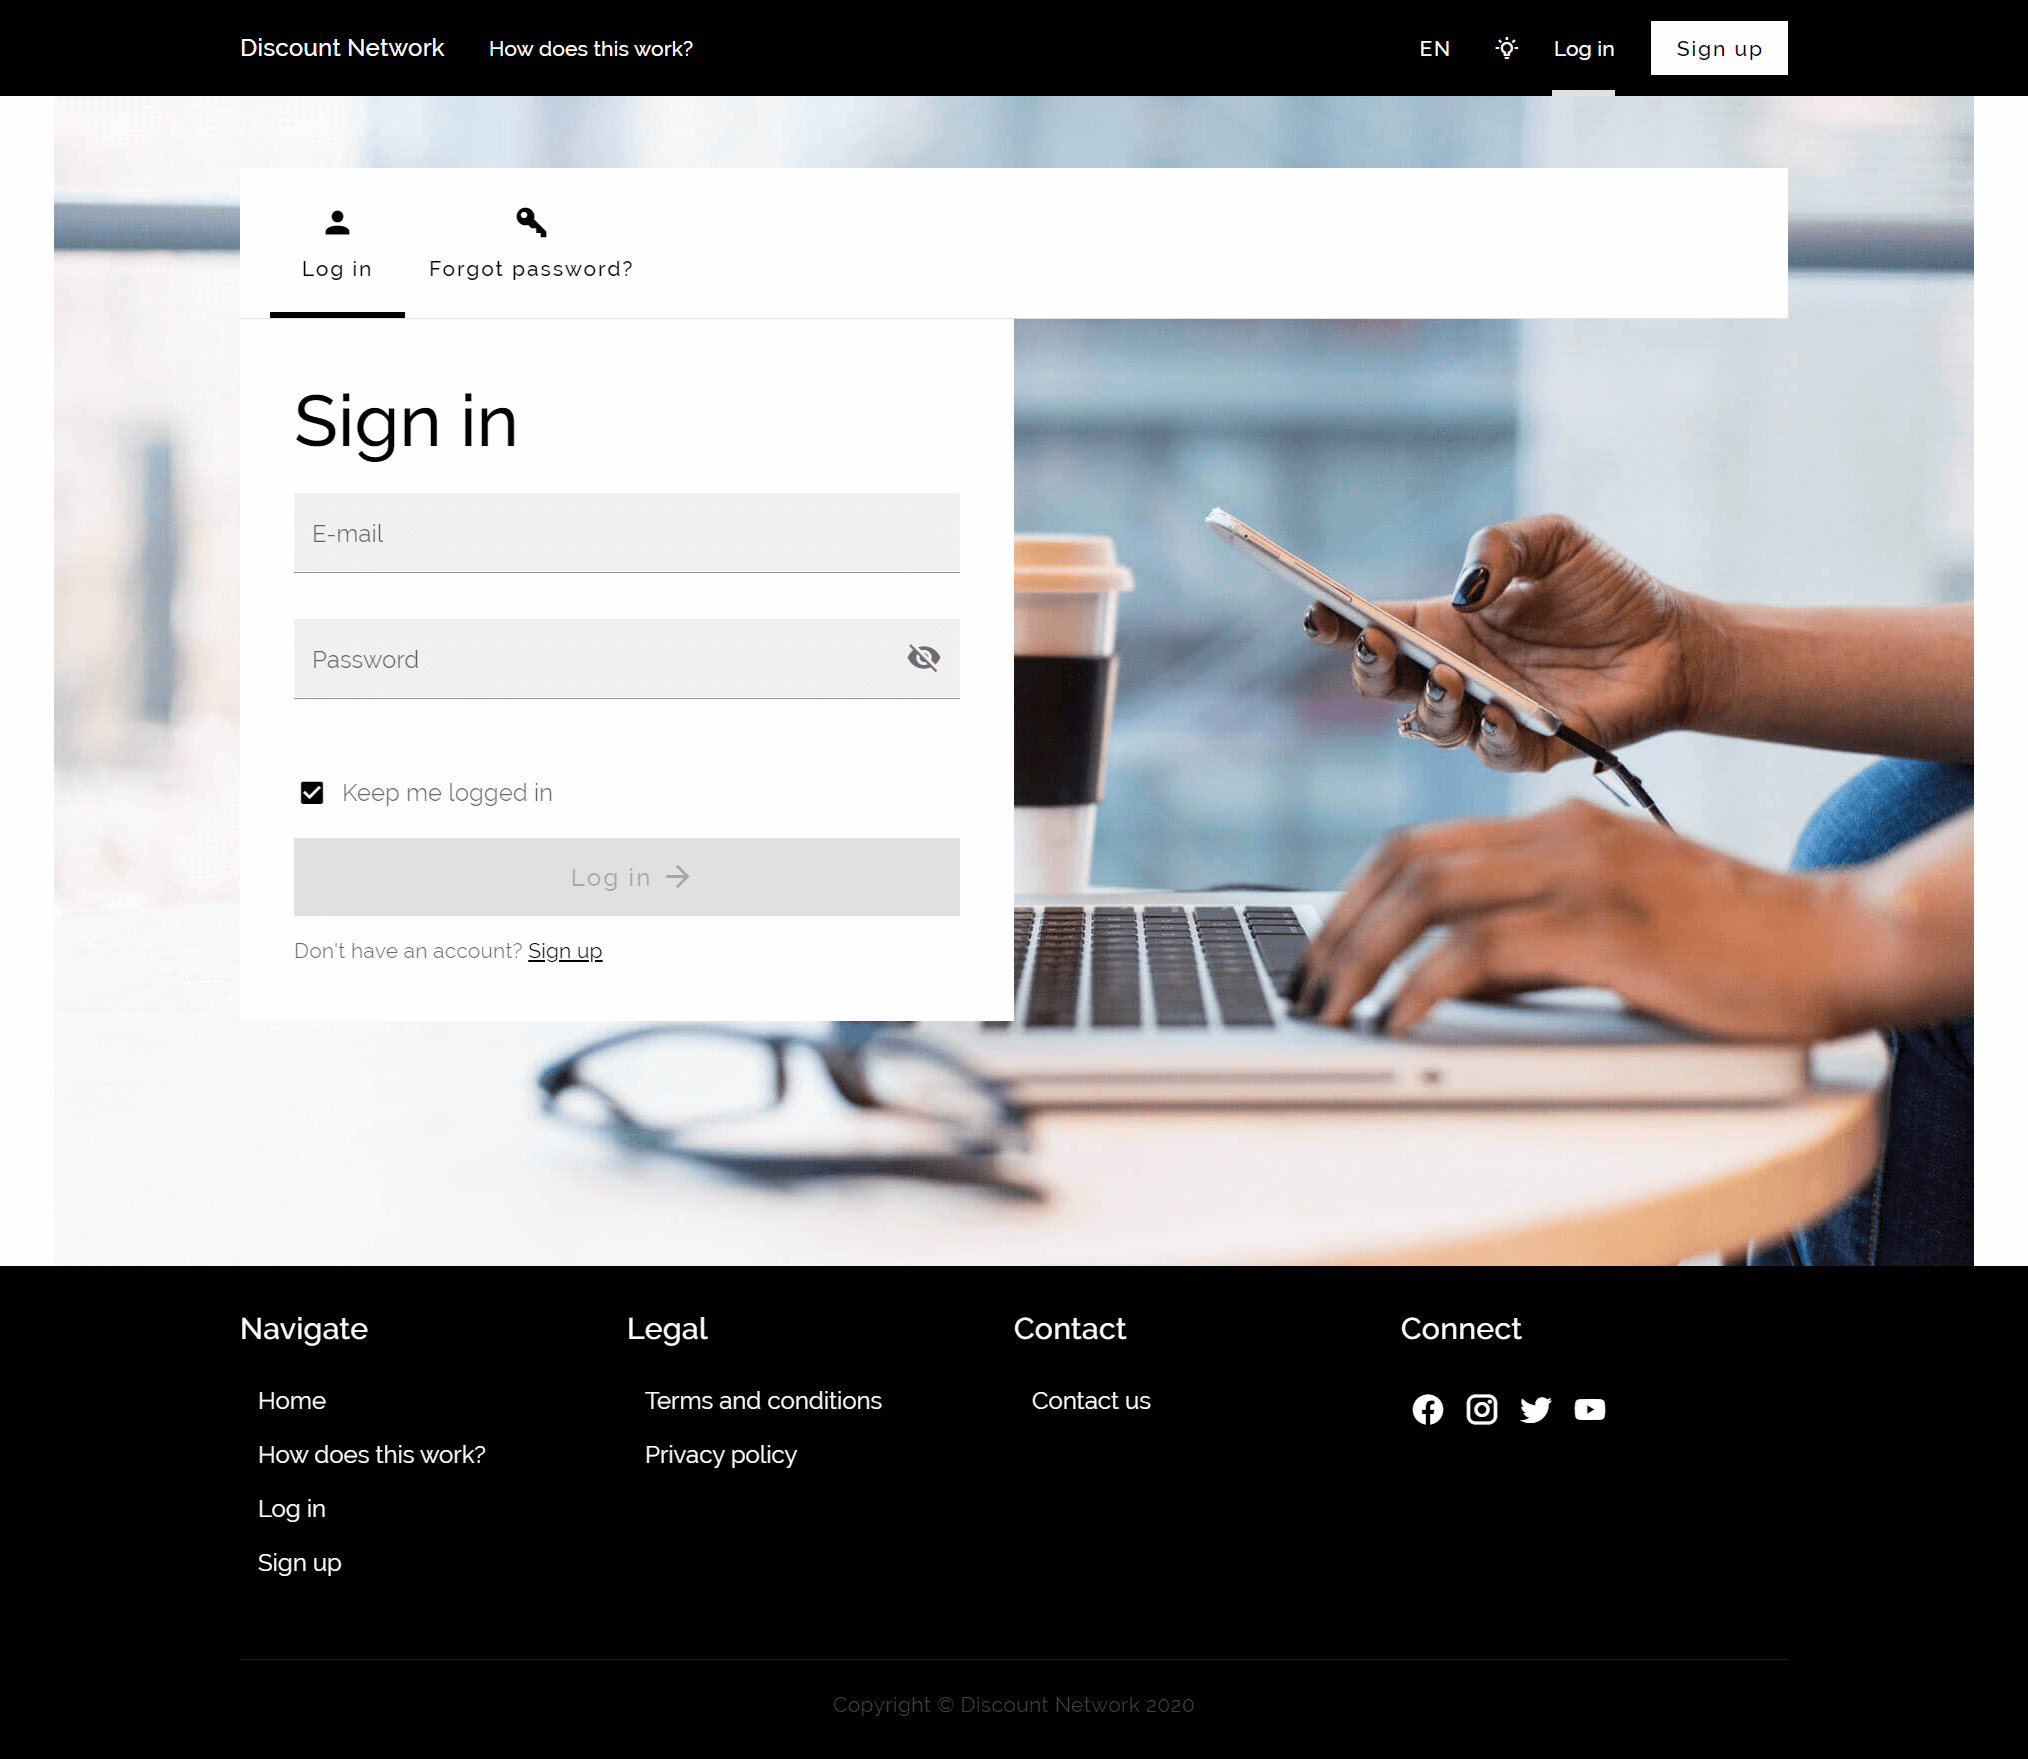 Discount Network How does this work? EN Log in Sign up
Log in Forgot password?
Sign in
E-mail
Password
Keep me logged in
Log in
Don't have an account? Sign up
Navigate Legal Contact Connect
Home Terms and conditions Contact us
How does this work? Privacy policy
Log in
Sign up
Copyright © Discount Network 2020